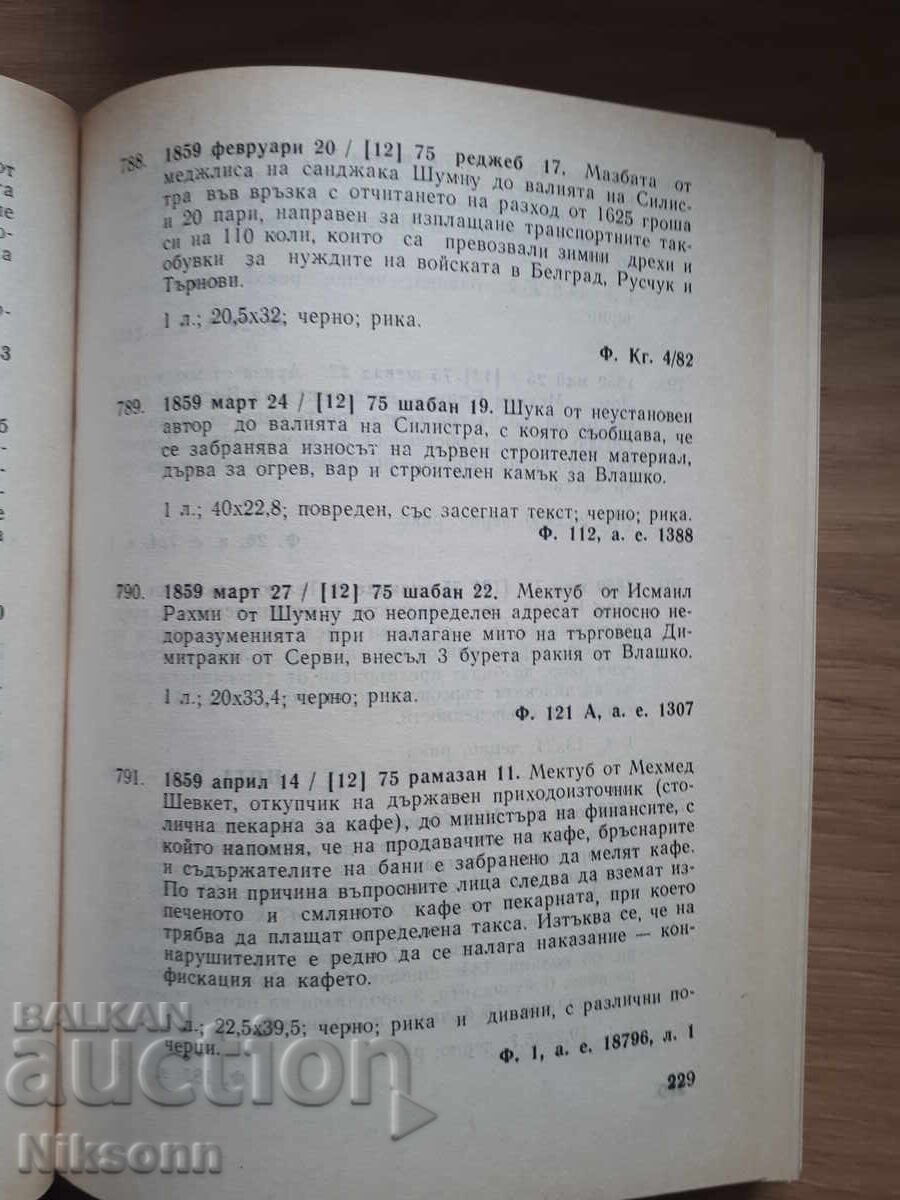 от
та
ле
о-
а
3
б
е
а
0
788. 1859 февруари 20 / [12] 75 реджеб 17. Мазбата от
меджлиса на санджака Шумну до валията на Силис-
тра във връзка с отчитането на разход от 1625 гроша
и 20 пари, направен за изплащане транспортните так-
си на 110 коли, които са превозвали зимни дрехи и
обувки за нуждите на войската в Белград, Русчук и
Търнови.
1 л.; 20,5x32; черно; рика.
Ф. Кг. 4/82
789. 1859 март 24 / [12] 75 шабан 19. Шука от неустановен
автор до валията на Силистра, с която съобщава, че
се забранява износът на дървен строителен материал,
дърва за огрев, вар и строителен камък за Влашко.
1 л.; 40x22,8; повреден, със засегнат текст; черно; рика.
Ф. 112, а. е. 1388
790. 1859 март 27 / [12] 75 шабан 22. Мектуб от Исмаил
Рахми от Шумну до неопределен адресат относно не-
доразуменията при налагане мито на търговеца Ди-
митраки от Серви, внесъл 3 бурета ракия от Влашко.
1 л.; 20x33,4; черно; рика.
Ф. 121 А, а. е. 1307
791. 1859 април 14 / [12] 75 рамазан 11. Мектуб от Мехмед
Шевкет, откупчик на държавен приходоизточник (сто-
лична пекарна за кафе), до министъра на финансите, с
който напомня, че на продавачите на кафе, бръснарите
и съдържателите на бани е забранено да мелят кафе.
По тази причина въпросните лица следва да вземат из-
печеното и смляното кафе от пекарната, при което
трябва да плащат определена такса. Изтъква се, че на
нарушителите е редно да се налага наказание — кон-
фискация на кафето.
л.; 22,5x39,5; черно; рика и дивани, с различни по-
черци.
Ф. 1, а. е. 18796, л. 1
229
BALKAN
auction
Niksonn